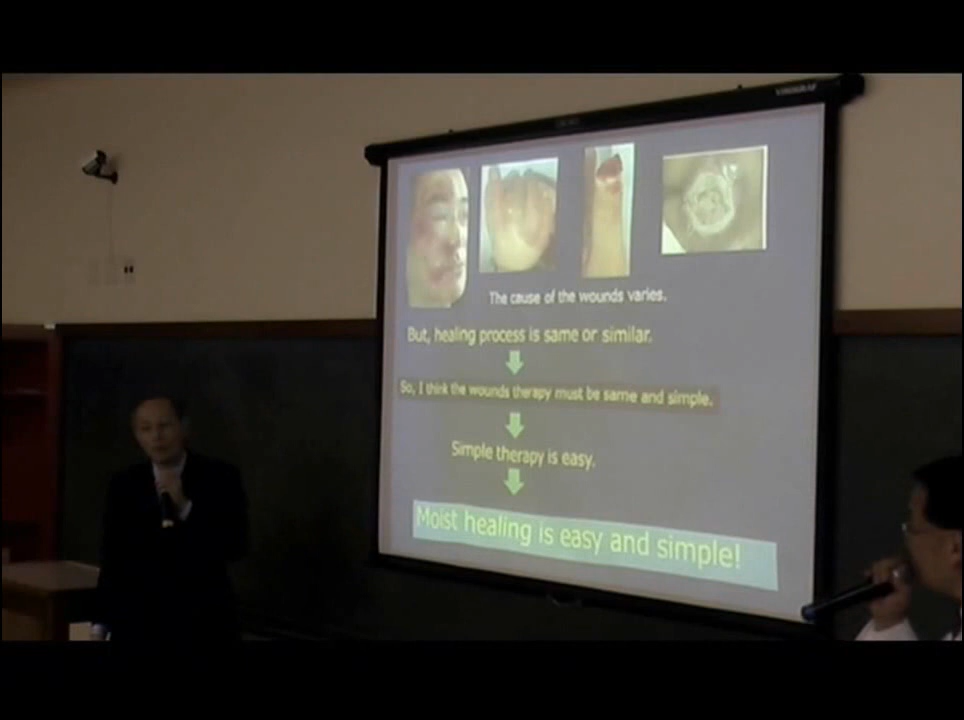 The cause of the wounds varies.
But, healing process is same or similar.
So, I think the wounds therapy must be same and simple.
Simple therapy is easy.
Moist healing is easy and simple!